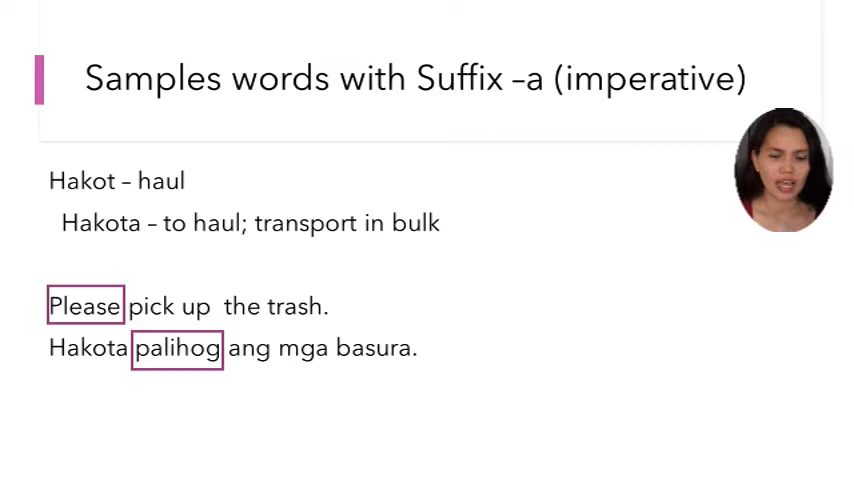 Samples words with Suffix –a (imperative)
Hakot – haul
Hakota – to haul; transport in bulk
Please pick up the trash.
Hakota palihog ang mga basura.